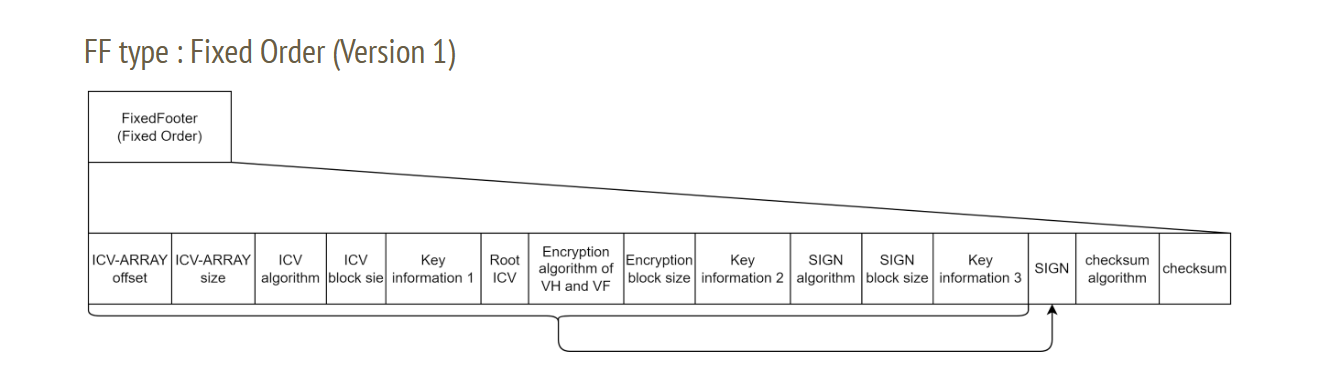 FF type : Fixed Order (Version 1)
FixedFooter
(Fixed Order)
ICV-ARRAY
offset
ICV-ARRAY
size
ICV
algorithm
ICV
block sie
Key
information 1
Root
ICV
Encryption
algorithm of
VH and VF
Encryption
block size
Key
information 2
SIGN
algorithm
SIGN
block size
Key
information 3
SIGN
checksum
algorithm
checksum